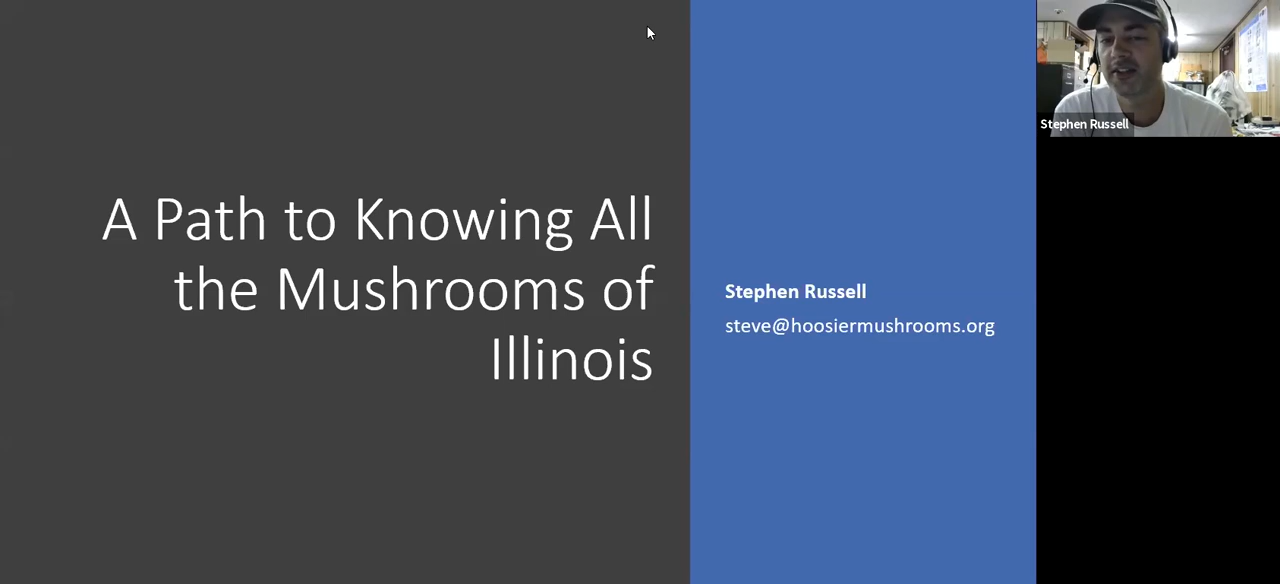 A Path to Knowing All
the Mushrooms of
Illinois
Stephen Russell
steve@hoosiermushrooms.org
Stephen Russell